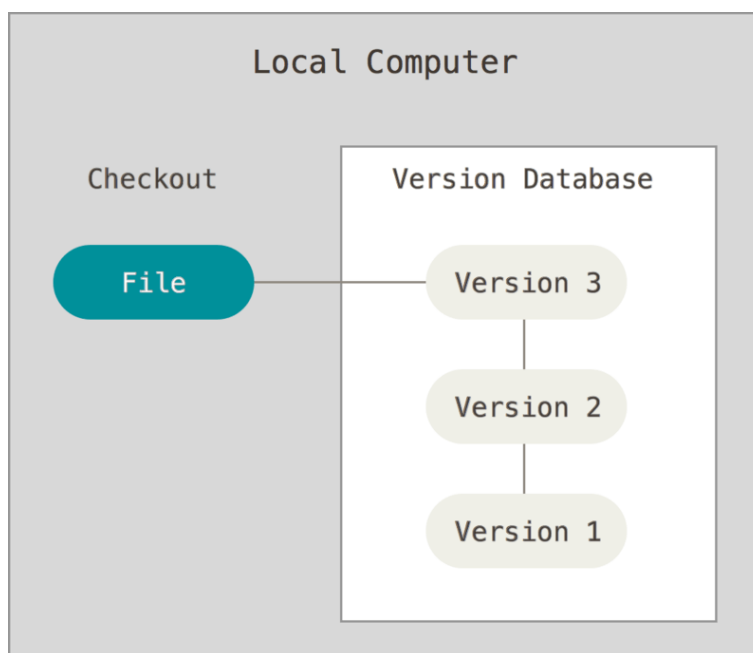 Local Computer
Checkout
Version Database
File
Version 3
Version 2
Version 1